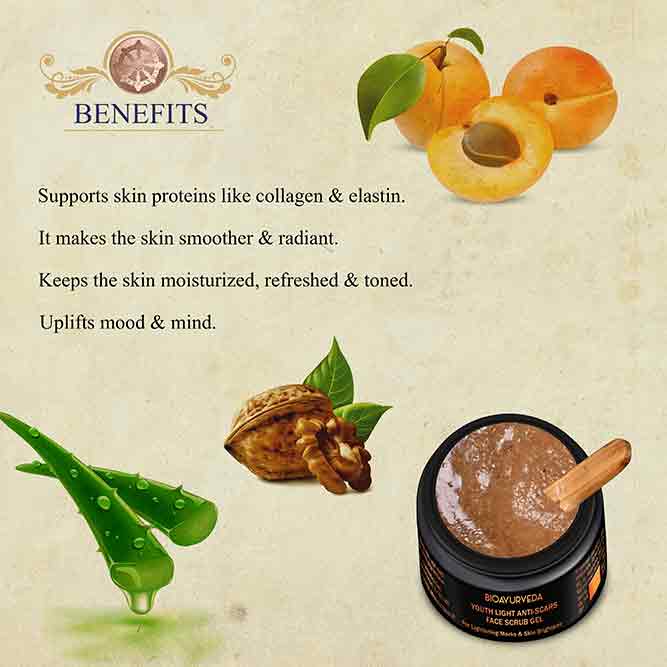 BENEFITS
Supports skin proteins like collagen & elastin.
It makes the skin smoother & radiant.
Keeps the skin moisturized, refreshed & toned.
Uplifts mood & mind.
BIOAYURVEDA
YOUTH LIGHT ANTI-SCARS
FACE SCRUB GEL
For Lightening Marks & Skin Brightens